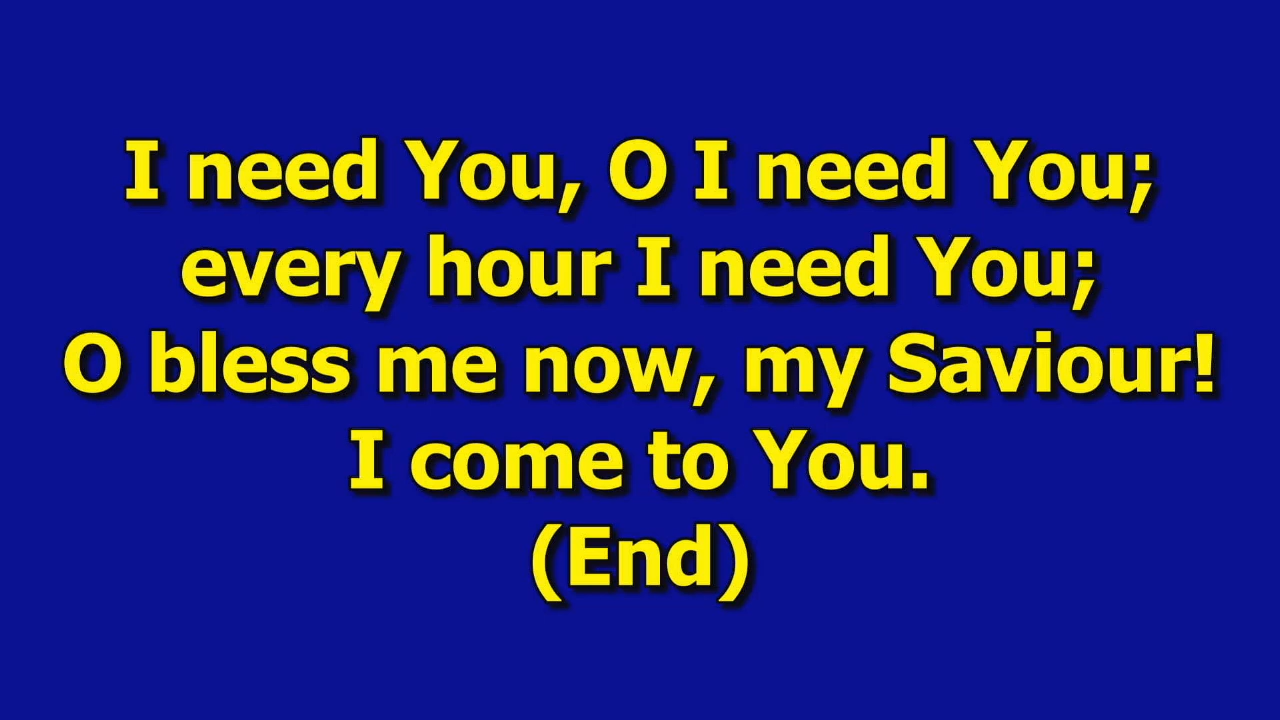 I need You, O I need You;
every hour I need You;
O bless me now, my Saviour!
I come to You.
(End)